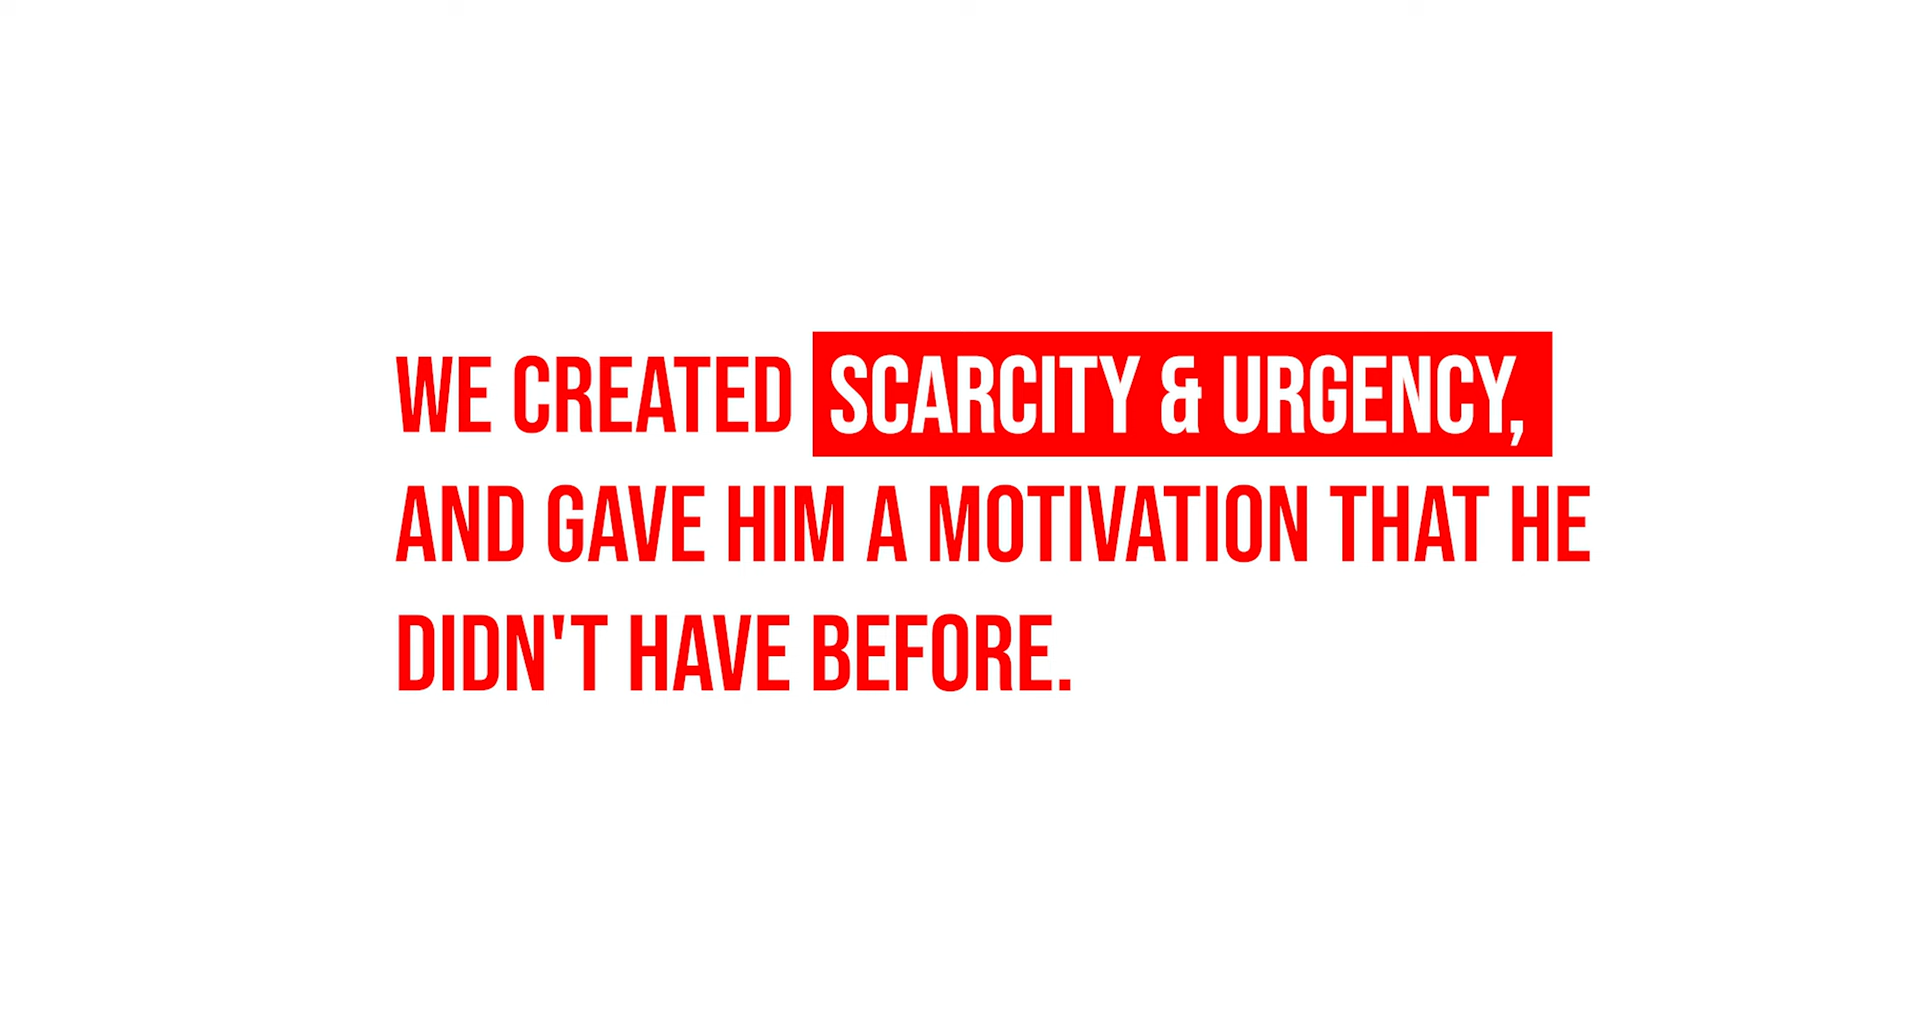 WE CREATED SCARCITY & URGENCY,
AND GAVE HIM A MOTIVATION THAT HE
DIDN'T HAVE BEFORE.